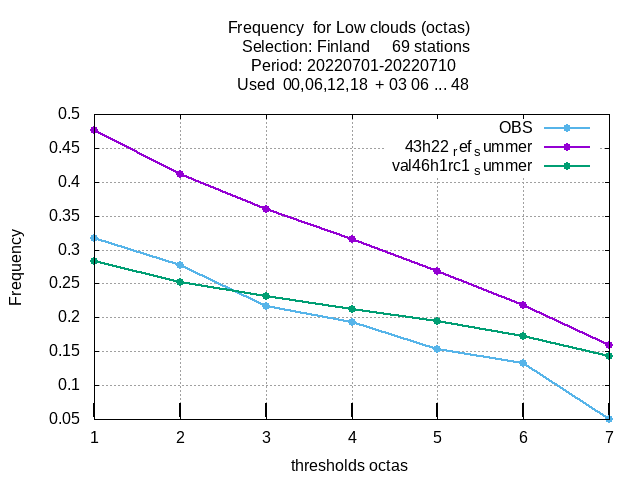 Frequency for Low clouds (octas)
Selection: Finland 69 stations
Period: 20220701-20220710
Used 00,06,12,18 + 03 06 ... 48
0.5
0.45
0.4
0.35
0.3
0.25
0.2
0.15
0.1
0.05
Frequency
OBS
43h22 ref summer
val46h1rc1 summer
1 2 3 4 5 6 7
thresholds octas